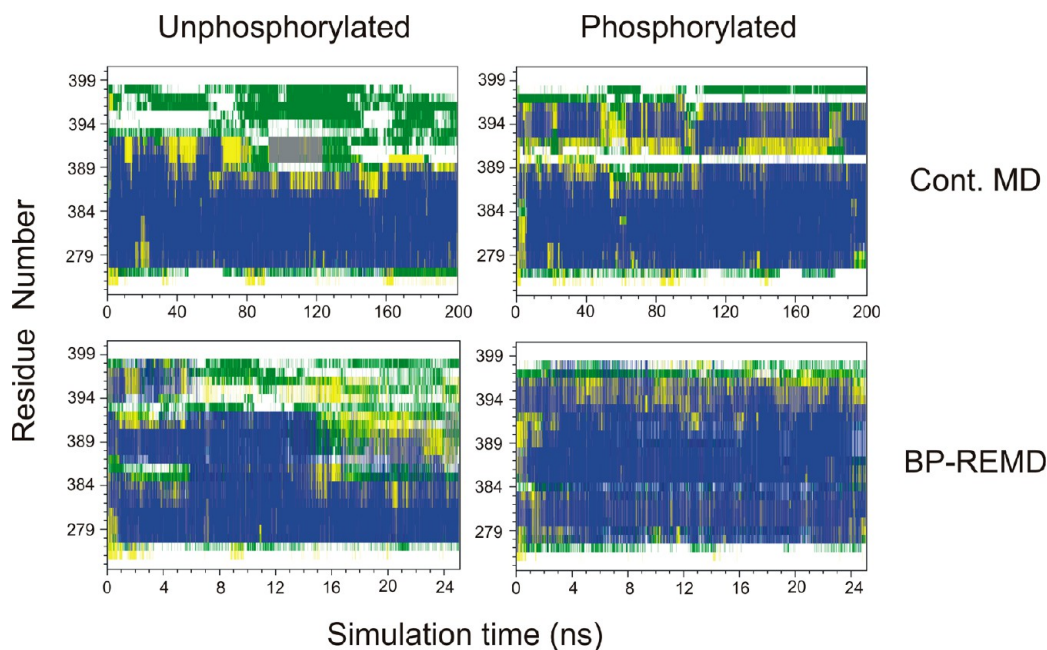 Unphosphorylated Phosphorylated
399
394
389
384
279
0 40 80 120 160 200
399
394
389
384
279
0 40 80 120 160 200
Cont. MD
Residue Number
399
394
389
384
279
0 4 8 12 16 20 24
399
394
389
384
279
0 4 8 12 16 20 24
BP-REMD
Simulation time (ns)